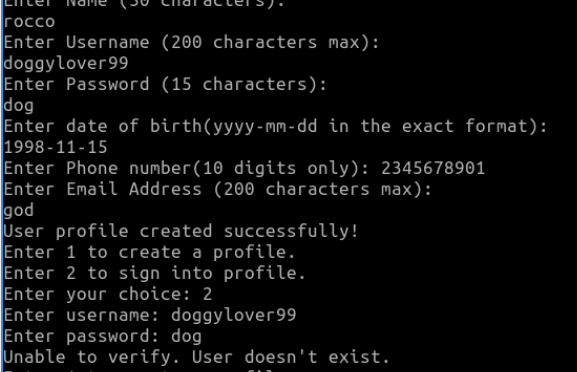 Enter Name (50 characters):
rocco
Enter Username (200 characters max):
doggylover99
Enter Password (15 characters):
dog
Enter date of birth(yyyy-mm-dd in the exact format):
1998-11-15
Enter Phone number(10 digits only): 2345678901
Enter Email Address (200 characters max):
god
User profile created successfully!
Enter 1 to create a profile.
Enter 2 to sign into profile.
Enter your choice: 2
Enter username: doggylover99
Enter password: dog
Unable to verify. User doesn't exist.